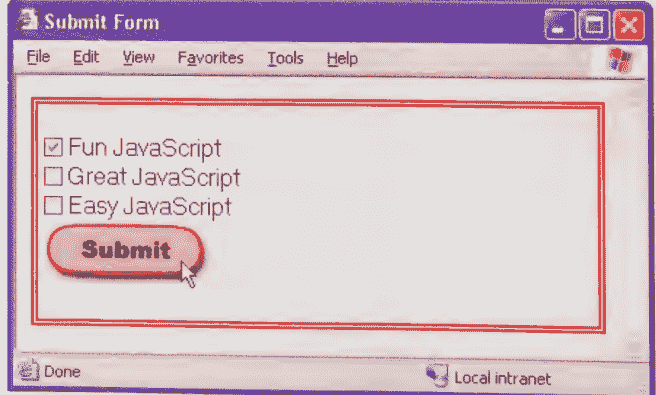 Submit Form
File Edit View Favorites Tools Help
Fun JavaScript
Great JavaScript
Easy JavaScript
Submit
Done Local intranet